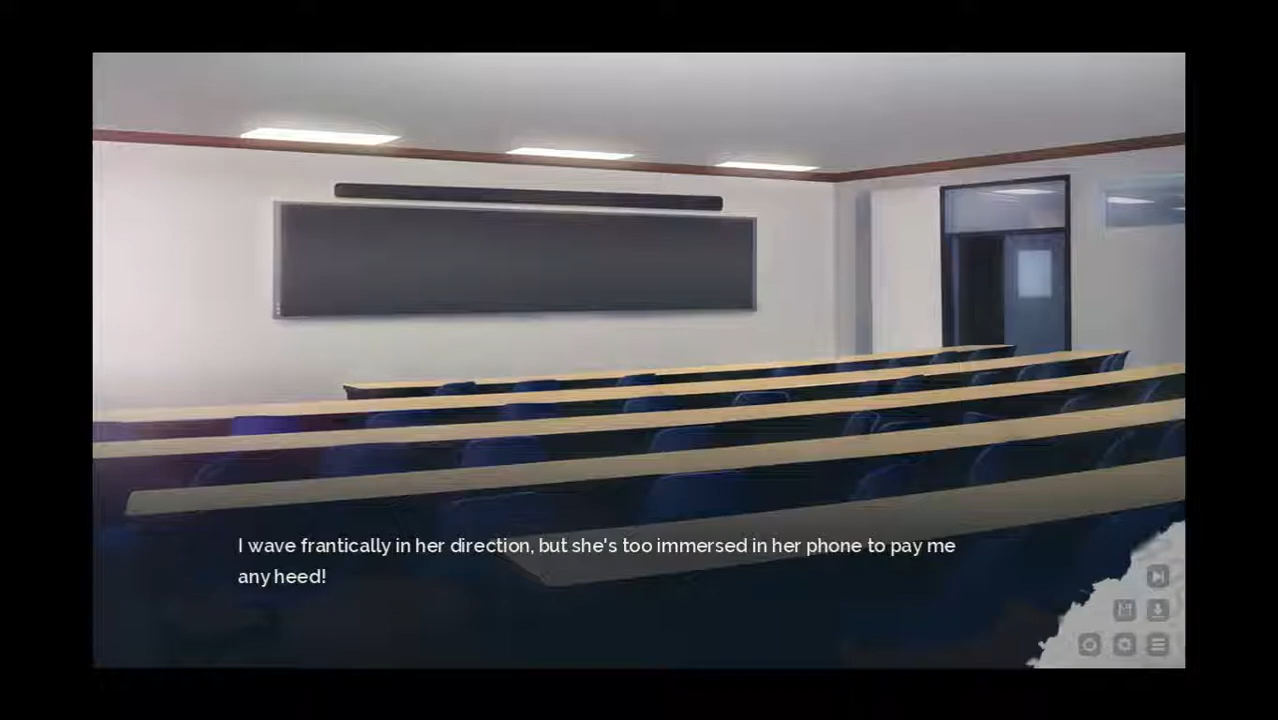 I wave frantically in her direction, but she's too immersed in her phone to pay me
any heed!